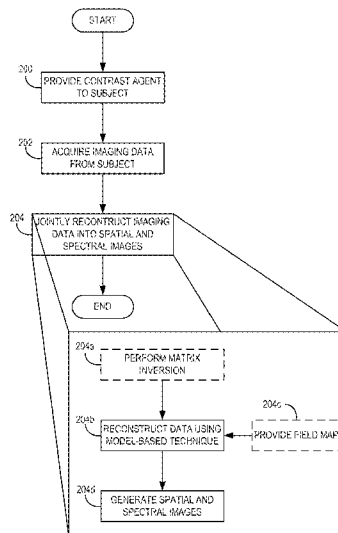 START
200
PROVIDE CONTRAST AGENT
TO SUBJECT
202
ACQUIRE IMAGING DATA
FROM SUBJECT
204
JOINTLY RECONSTRUCT IMAGING
DATA INTO SPATIAL AND
SPECTRAL IMAGES
END
204a
PERFORM MATRIX
INVERSION
204b
RECONSTRUCT DATA USING
MODEL-BASED TECHNIQUE
204c
PROVIDE FIELD MAP
204d
GENERATE SPATIAL AND
SPECTRAL IMAGES